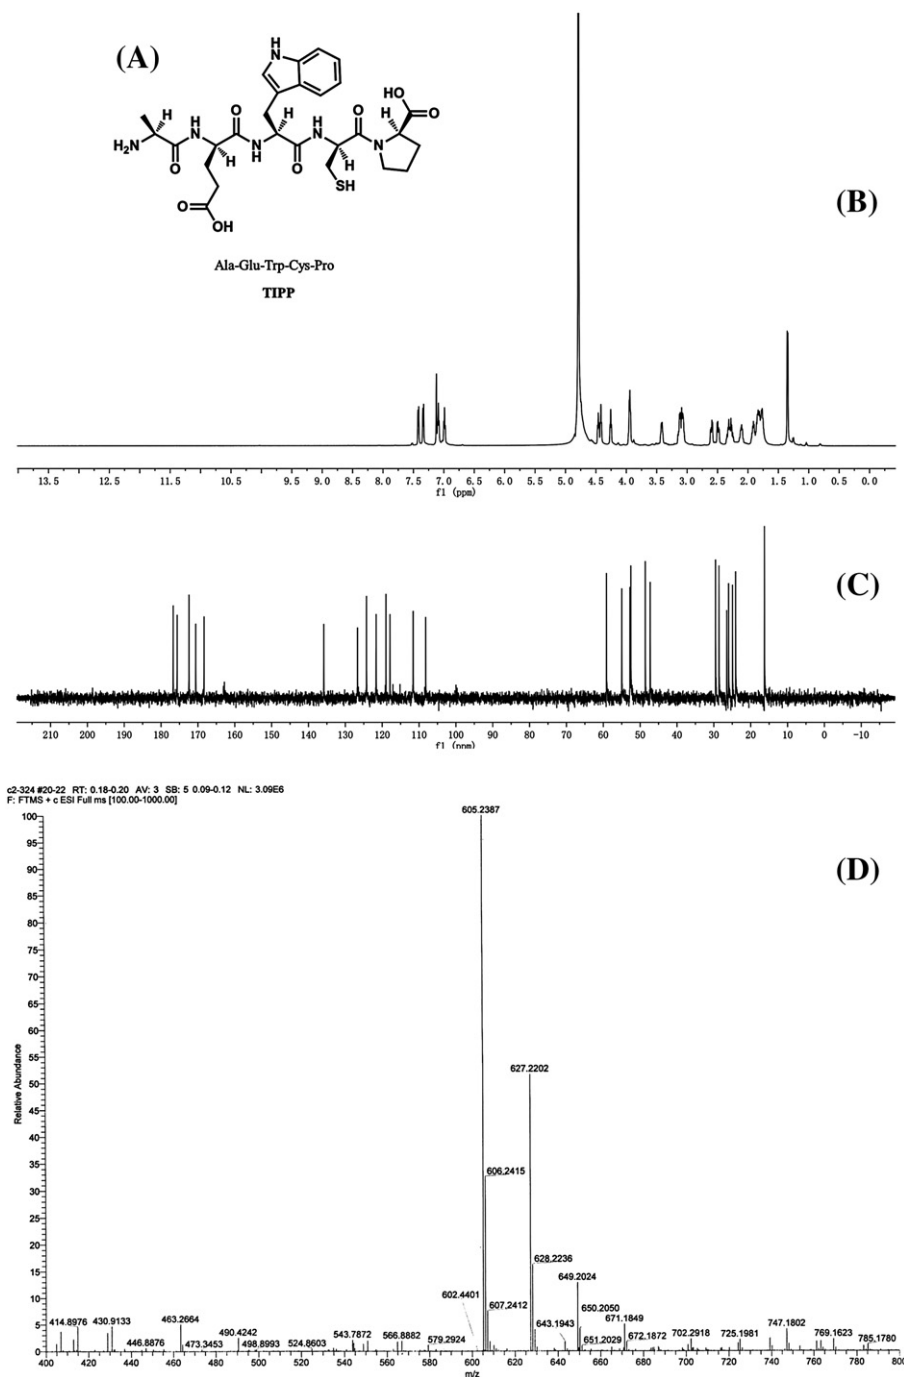 (A)
H
N
H
H₂N
O
H
N
H
O
O
OH
O
N
H
H
O
H
N
H
SH
O
N
HO
O
H
Ala-Glu-Trp-Cys-Pro
TIPP
(B)
13.5 12.5 11.5 10.5 9.5 9.0 8.5 8.0 7.5 7.0 6.5 6.0 5.5 5.0 4.5 4.0 3.5 3.0 2.5 2.0 1.5 1.0 0.5 0.0
f1 (ppm)
(C)
210 200 190 180 170 160 150 140 130 120 110 100 90 80 70 60 50 40 30 20 10 0 -10
f1 (ppm)
c2-324 #20-22 RT: 0.18-0.20 AV: 3 SB: 5 0.09-0.12 NL: 3.09E6
F: FTMS + c ESI Full ms [100.00-1000.00]
(D)
605.2387
627.2202
606.2415
628.2236
649.2024
602.4401
607.2412
650.2050
671.1849
414.8976
430.9133
463.2664
490.4242
543.7872
566.8882
643.1943
702.2918
725.1981
747.1802
769.1623
446.8876
473.3453
498.8993
524.8603
579.2924
651.2029
672.1872
785.1780
Relative Abundance
100
95
90
85
80
75
70
65
60
55
50
45
40
35
30
25
20
15
10
5
0
400 420 440 460 480 500 520 540 560 580 600 620 640 660 680 700 720 740 760 780 800
m/z